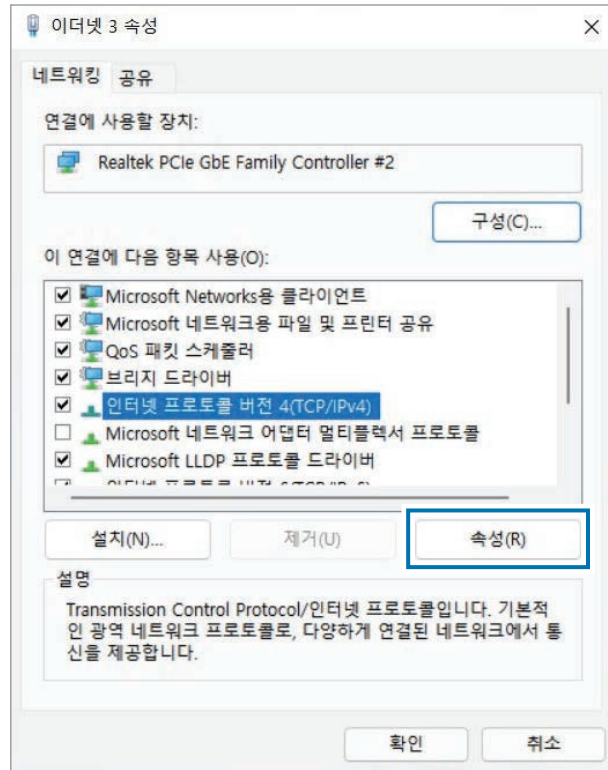 이더넷 3 속성
네트워킹 공유
연결에 사용할 장치:
Realtek PCIe GbE Family Controller #2
구성(C)...
이 연결에 다음 항목 사용(O):
Microsoft Networks용 클라이언트
Microsoft 네트워크용 파일 및 프린터 공유
QoS 패킷 스케줄러
브리지 드라이버
인터넷 프로토콜 버전 4(TCP/IPv4)
Microsoft 네트워크 어댑터 멀티플렉서 프로토콜
Microsoft LLDP 프로토콜 드라이버
설치(N)... 제거(U) 속성(R)
설명
Transmission Control Protocol/인터넷 프로토콜입니다. 기본적
인 광역 네트워크 프로토콜로, 다양하게 연결된 네트워크에서 통
신을 제공합니다.
확인 취소